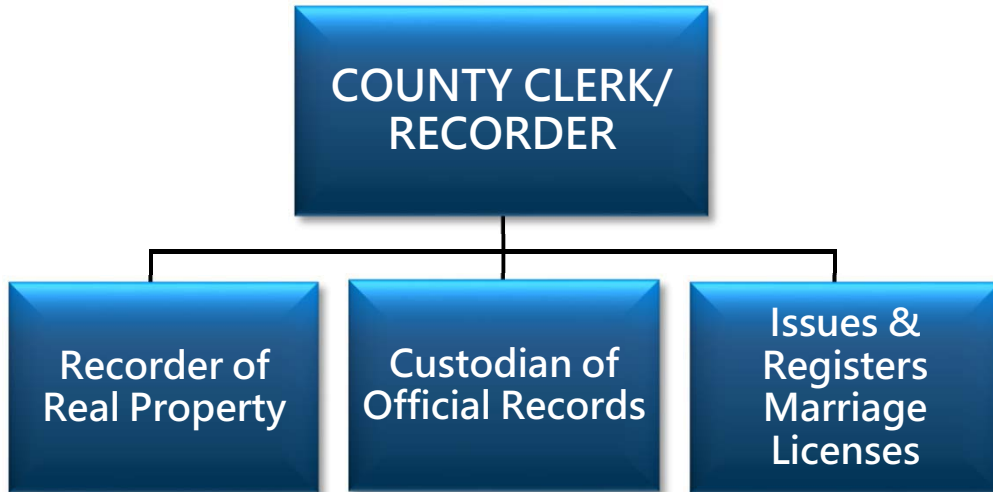 COUNTY CLERK/
RECORDER
Recorder of
Real Property
Custodian of
Official Records
Issues &
Registers
Marriage
Licenses